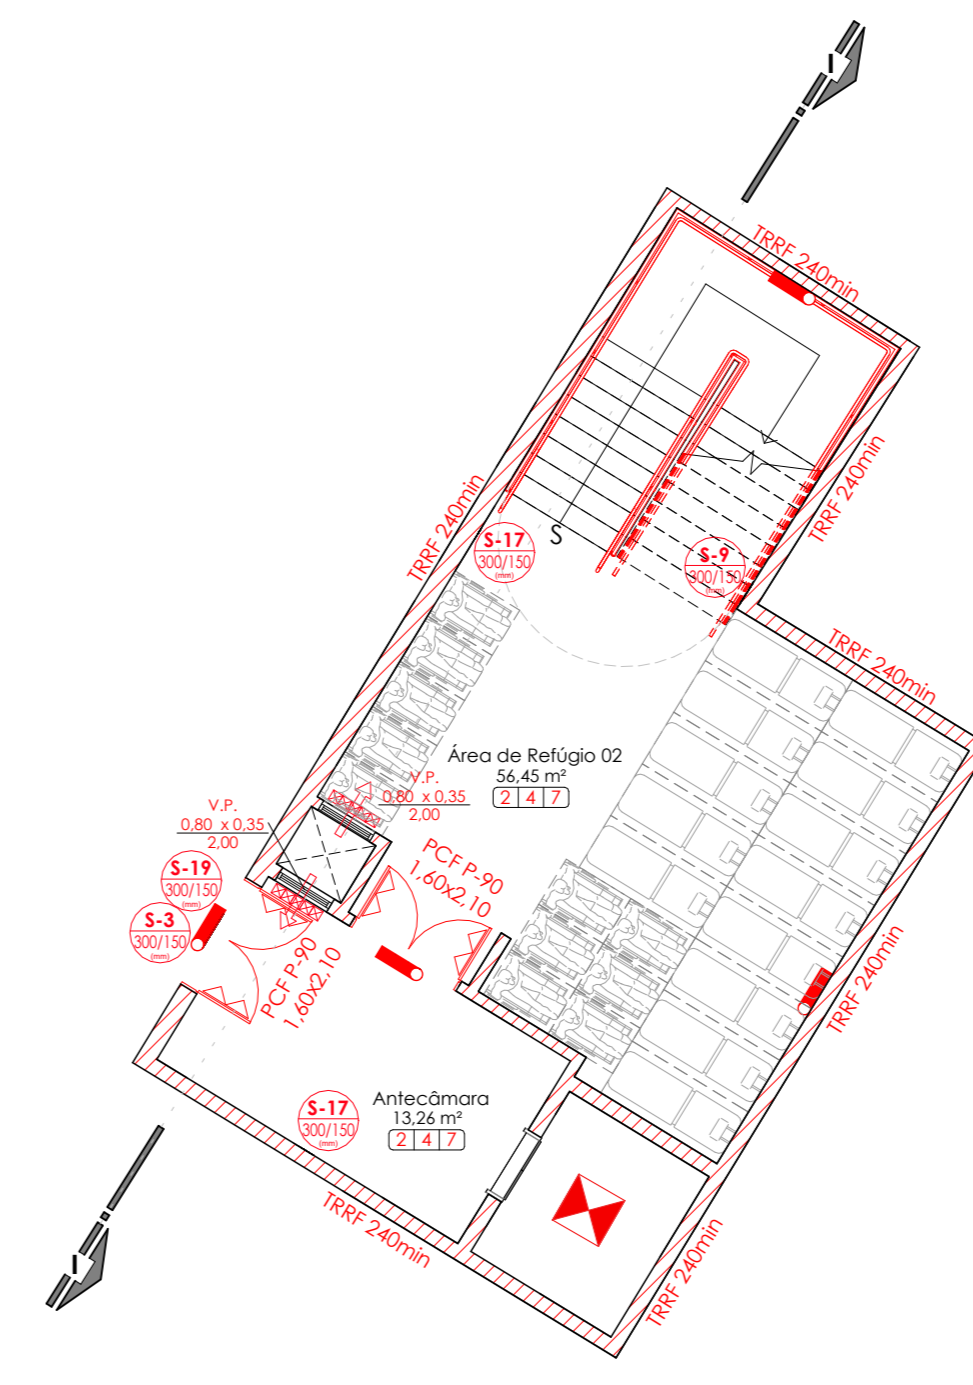 I
TRRF 240min
TRRF 240min
TRRF 240min
S
S-17
300/150
(mm)
S-9
300/150
(mm)
TRRF 240min
Área de Refúgio 02
56,45 m²
2 4 7
V.P.
0,80 x 0,35
2,00
V.P.
0,80 x 0,35
2,00
PCF P-90
1,60x2,10
S-19
300/150
(mm)
S-3
300/150
(mm)
PCF P-90
1,60x2,10
TRRF 240min
Antecâmara
13,26 m²
2 4 7
S-17
300/150
(mm)
TRRF 240min
TRRF 240min
I